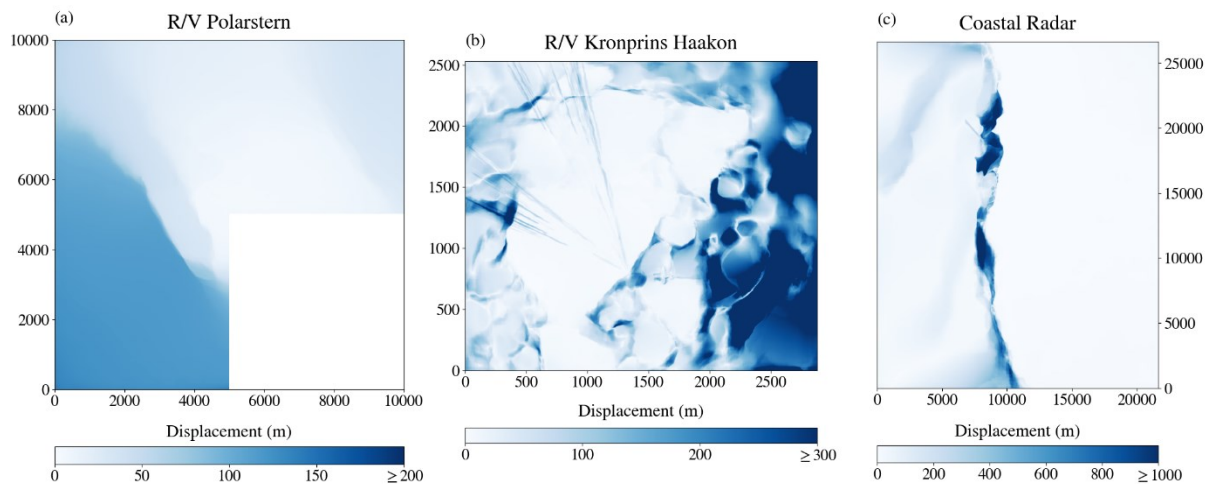 (a)
R/V Polarstern
10000
8000
6000
4000
2000
0
0 2000 4000 6000 8000 10000
Displacement (m)
0 50 100 150 ≥200
(b)
R/V Kronprins Haakon
2500
2000
1500
1000
500
0
0 500 1000 1500 2000 2500
Displacement (m)
0 100 200 ≥300
(c)
Coastal Radar
25000
20000
15000
10000
5000
0
0 5000 10000 15000 20000
Displacement (m)
0 200 400 600 800 ≥1000